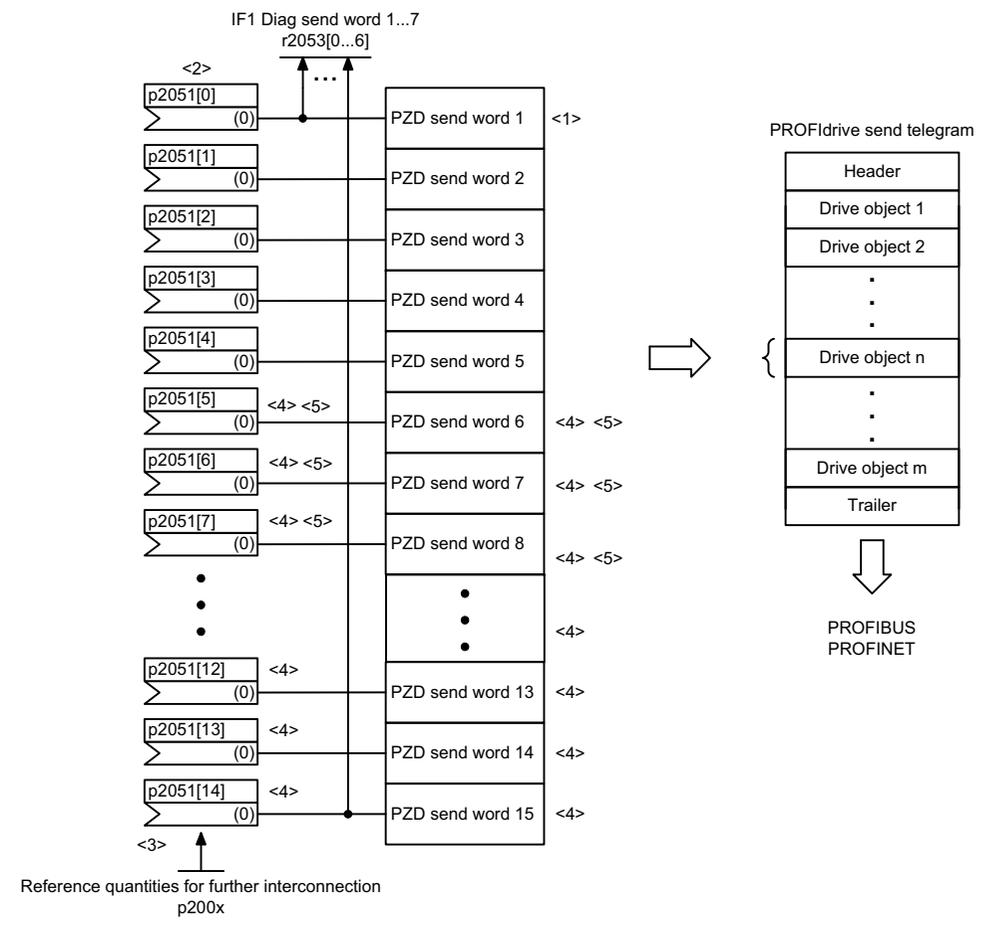 IF1 Diag send word 1...7
r2053[0...6]
<2>
p2051[0]
(0)
PZD send word 1
<1>
p2051[1]
(0)
PZD send word 2
p2051[2]
(0)
PZD send word 3
p2051[3]
(0)
PZD send word 4
p2051[4]
(0)
PZD send word 5
p2051[5]
(0)
<4> <5>
PZD send word 6
<4> <5>
p2051[6]
(0)
<4> <5>
PZD send word 7
<4> <5>
p2051[7]
(0)
<4> <5>
PZD send word 8
<4> <5>
<4>
p2051[12]
(0)
<4>
PZD send word 13
<4>
p2051[13]
(0)
<4>
PZD send word 14
<4>
p2051[14]
(0)
<4>
PZD send word 15
<4>
<3>
Reference quantities for further interconnection
p200x
PROFIdrive send telegram
Header
Drive object 1
Drive object 2
Drive object n
Drive object m
Trailer
PROFIBUS
PROFINET